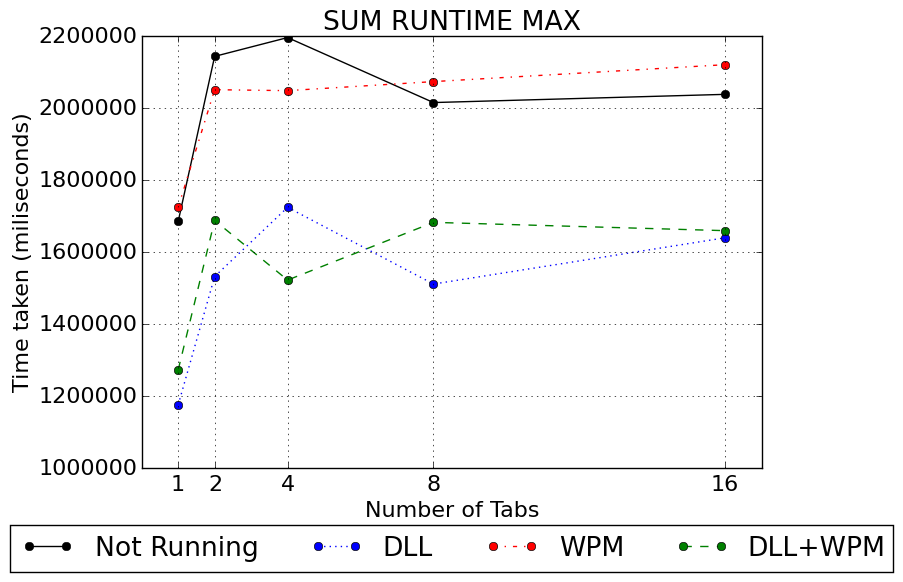 SUM RUNTIME MAX
Time taken (miliseconds)
2200000
2000000
1800000
1600000
1400000
1200000
1000000
1 2 4 8 16
Number of Tabs
Not Running DLL WPM DLL+WPM